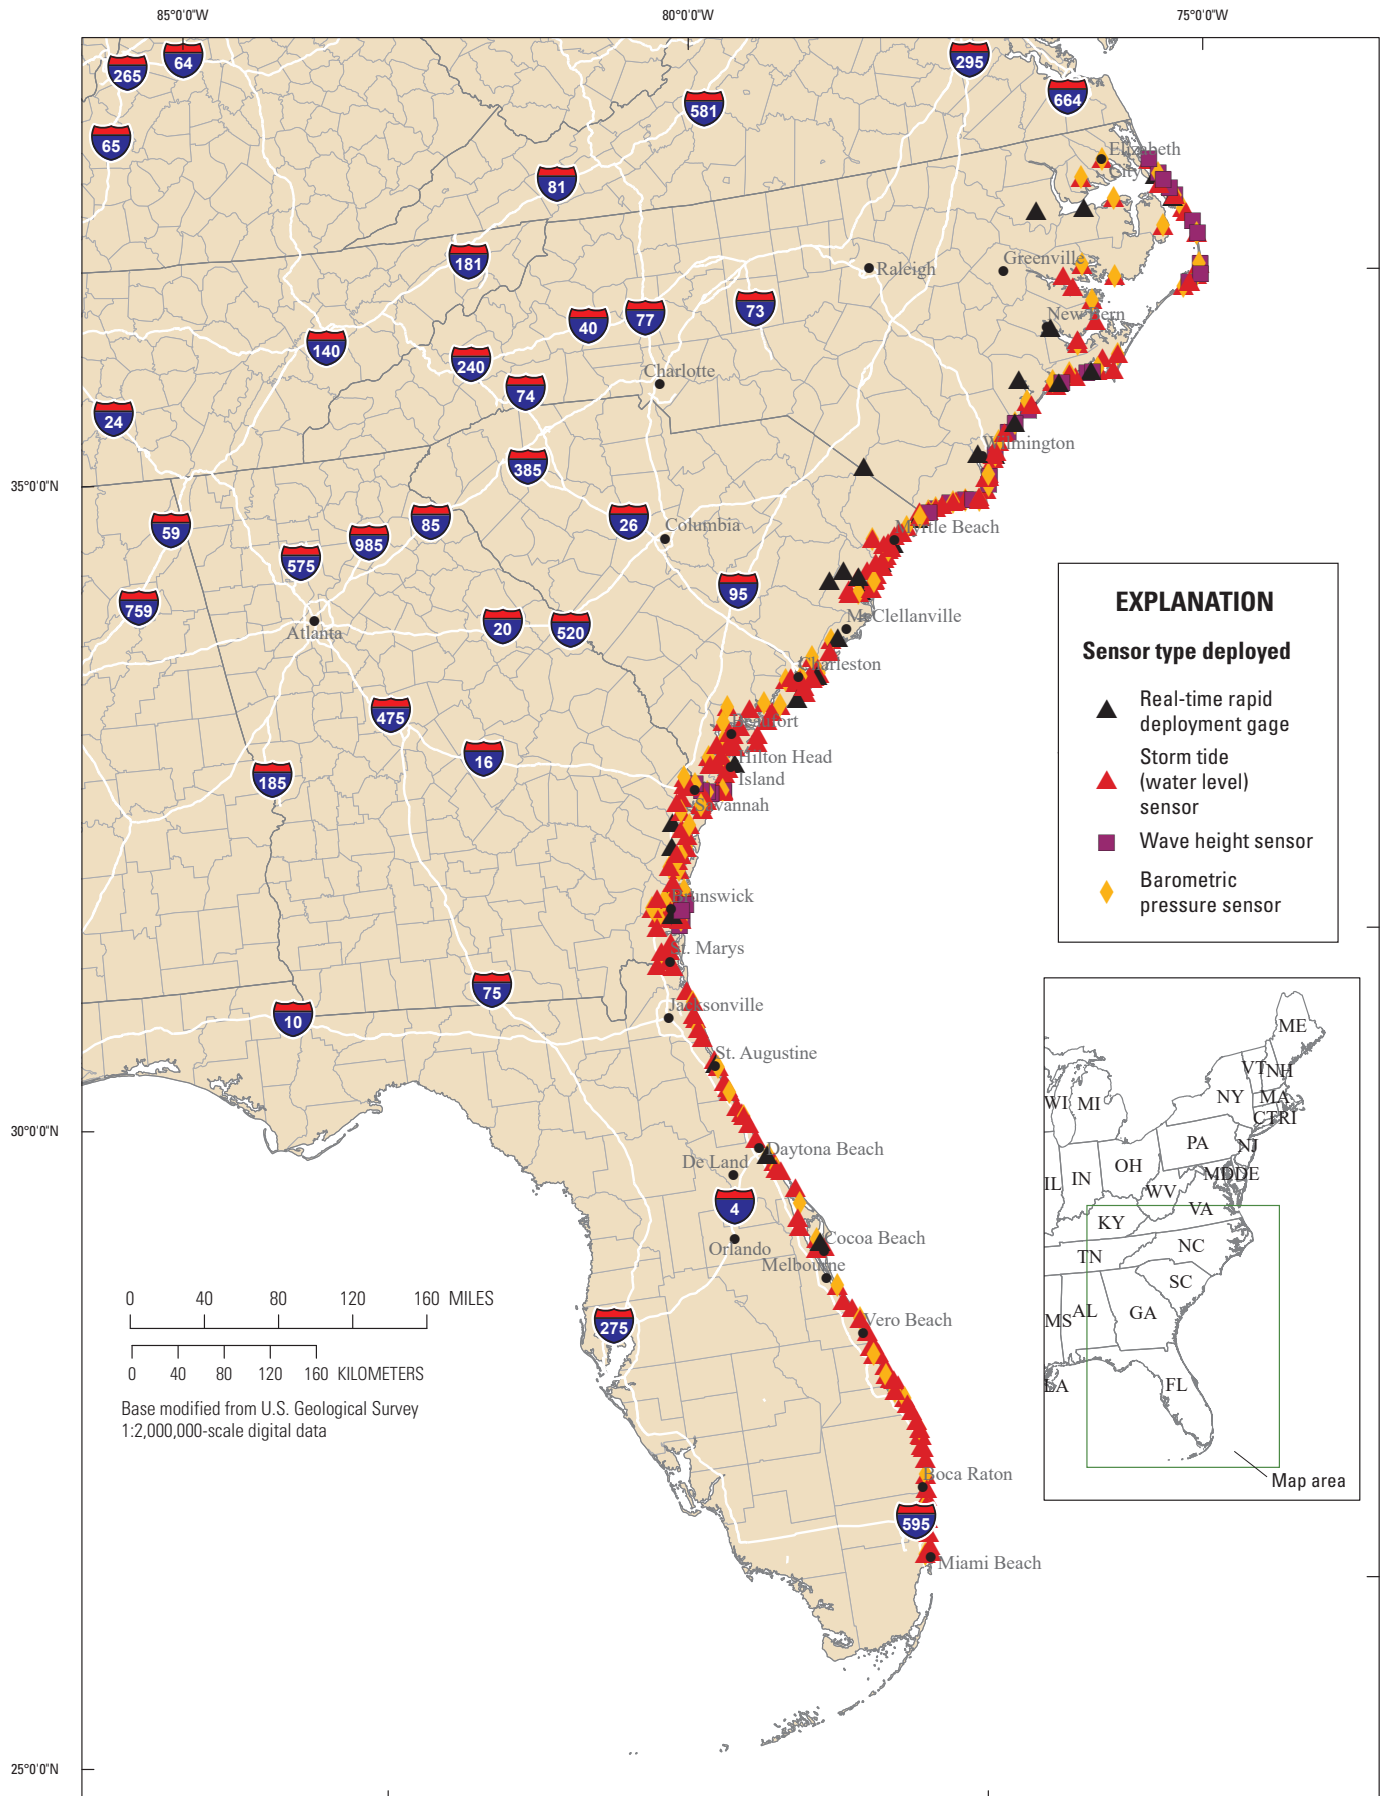 85°0'0"W
80°0'0"W
75°0'0"W
265
64
295
664
581
65
Elizabeth
City
81
181
Raleigh
Greenville
40
77
73
New Bern
140
240
Charlotte
74
24
Wilmington
385
35°0'0"N
59
85
26
Columbia
Myrtle Beach
985
575
95
759
20
520
McClellanville
Atlanta
Charleston
475
Beaufort
16
Hilton Head
Island
185
Savannah
Brunswick
St. Marys
75
Jacksonville
10
St. Augustine
30°0'0"N
Daytona Beach
De Land
4
Orlando
Cocoa Beach
Melbourne
Vero Beach
275
Boca Raton
595
Miami Beach
25°0'0"N
EXPLANATION
Sensor type deployed
Real-time rapid
deployment gage
Storm tide
(water level)
sensor
Wave height sensor
Barometric
pressure sensor
ME
VT
NH
WI
MI
NY
MA
CT
RI
PA
NJ
OH
IL
IN
MD
DE
WV
VA
KY
NC
TN
SC
MS
AL
GA
LA
FL
Map area
0 40 80 120 160 MILES
0 40 80 120 160 KILOMETERS
Base modified from U.S. Geological Survey
1:2,000,000-scale digital data